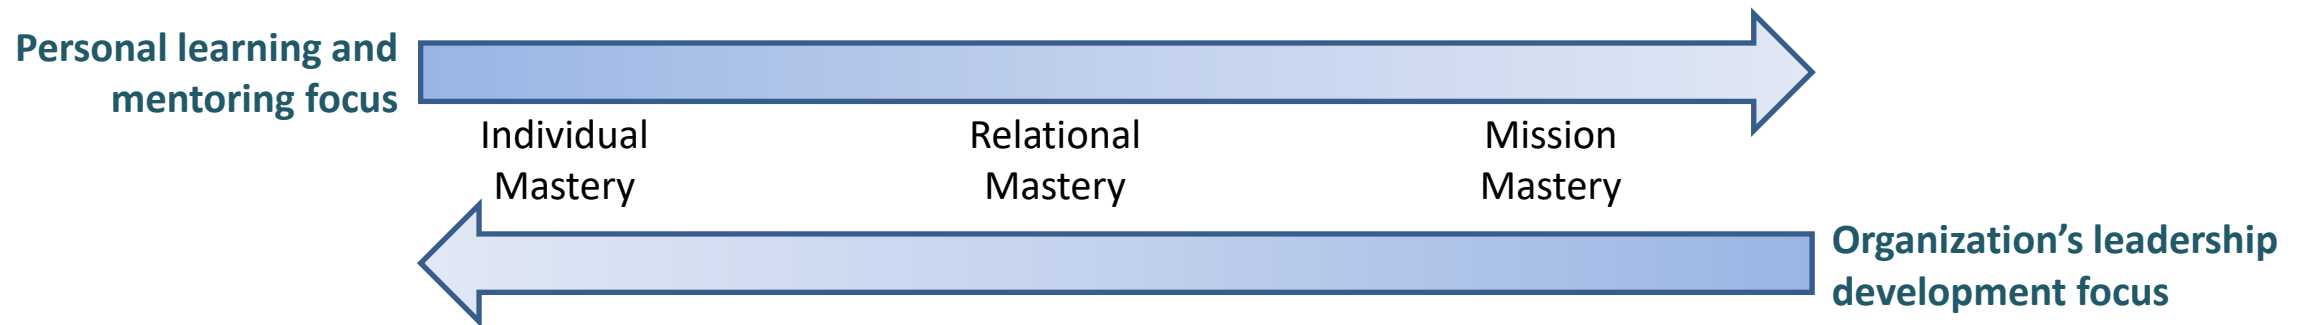 Personal learning and
mentoring focus
Individual
Mastery
Relational
Mastery
Mission
Mastery
Organization’s leadership
development focus